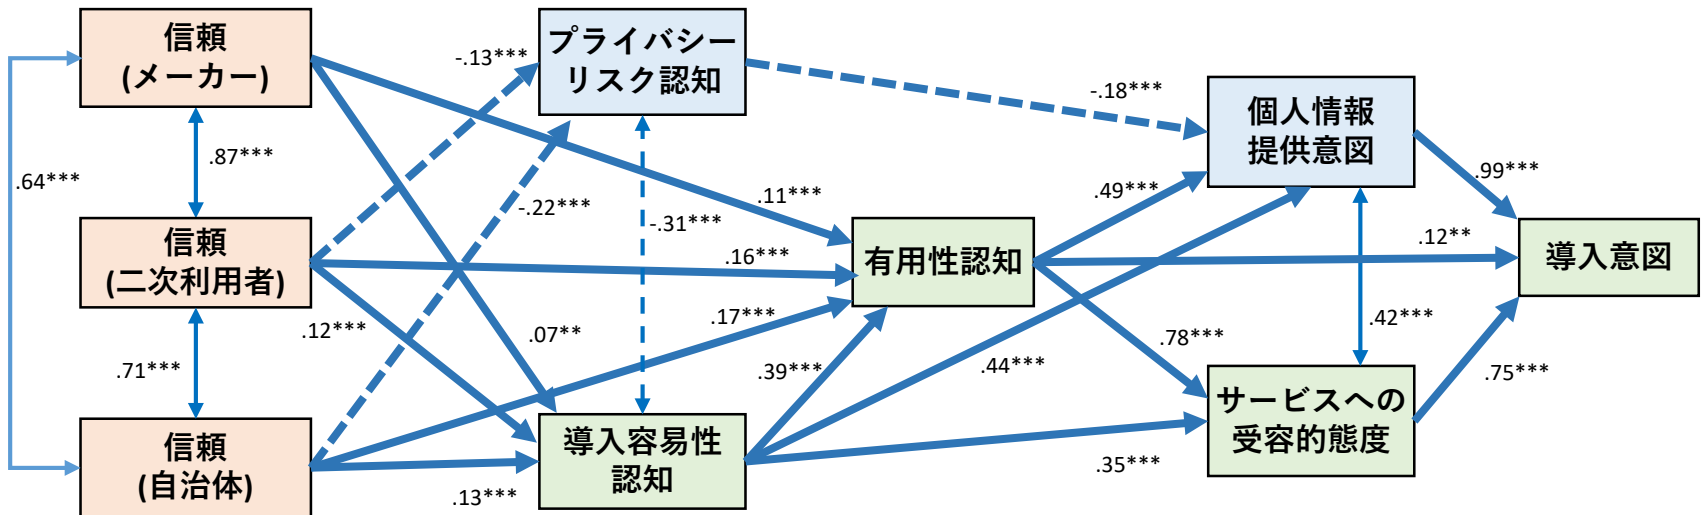 信頼
(メーカー)
プライバシー
リスク認知
-.13***
-.18***
個人情報
提供意図
.64***
.87***
.11***
-.22***
-.31***
.49***
.99***
信頼
(二次利用者)
.16***
有用性認知
.12**
導入意図
.12***
.07**
.17***
.78***
.42***
.71***
.39***
.44***
.75***
サービスへの
受容的態度
信頼
(自治体)
.13***
導入容易性
認知
.35***